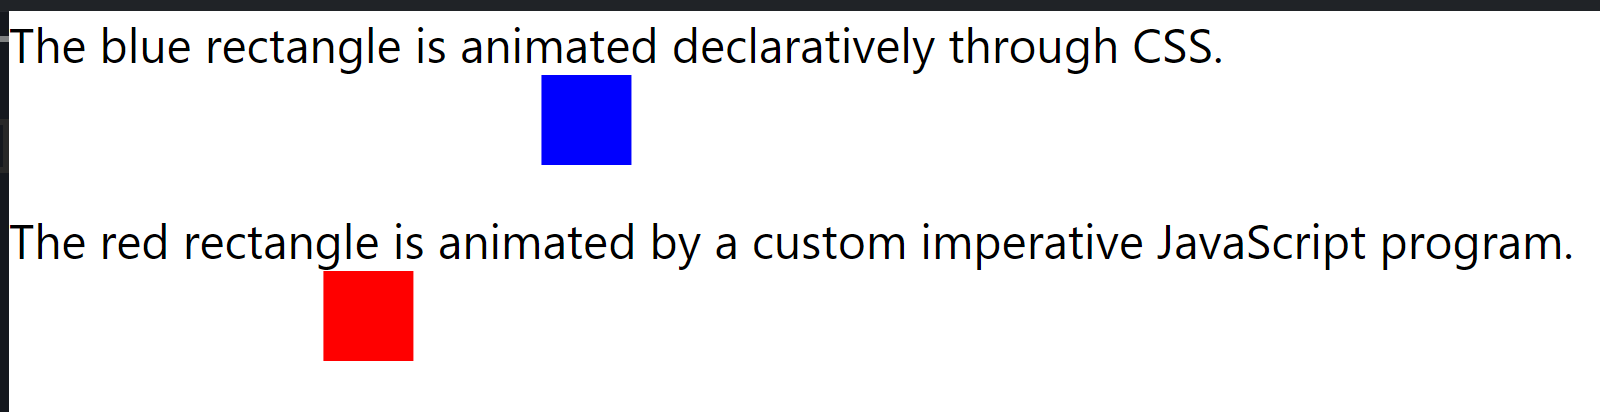 The blue rectangle is animated declaratively through CSS.
The red rectangle is animated by a custom imperative JavaScript program.